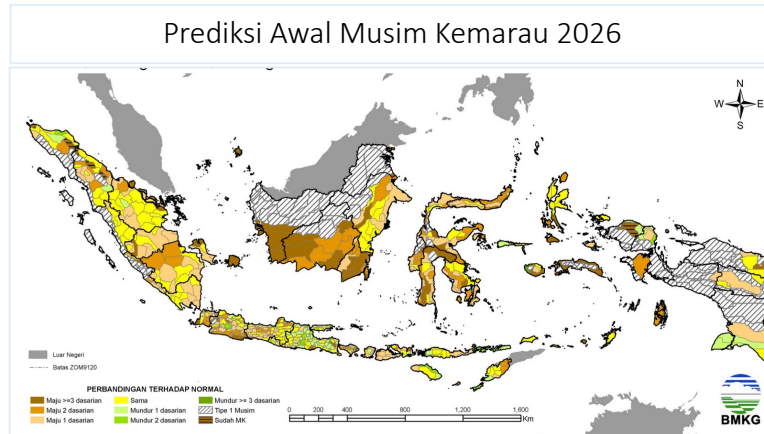 Prediksi Awal Musim Kemarau 2026
N
W E
S
Luar Negeri
Batas ZOM9120
PERBANDINGAN TERHADAP NORMAL
Maju >=3 dasarian
Sama
Mundur >= 3 dasarian
Maju 2 dasarian
Mundur 1 dasarian
Tipe 1 Musim
Maju 1 dasarian
Mundur 2 dasarian
Sudah MK
0 200 400 800 1,200 1,600
Km
BMKG